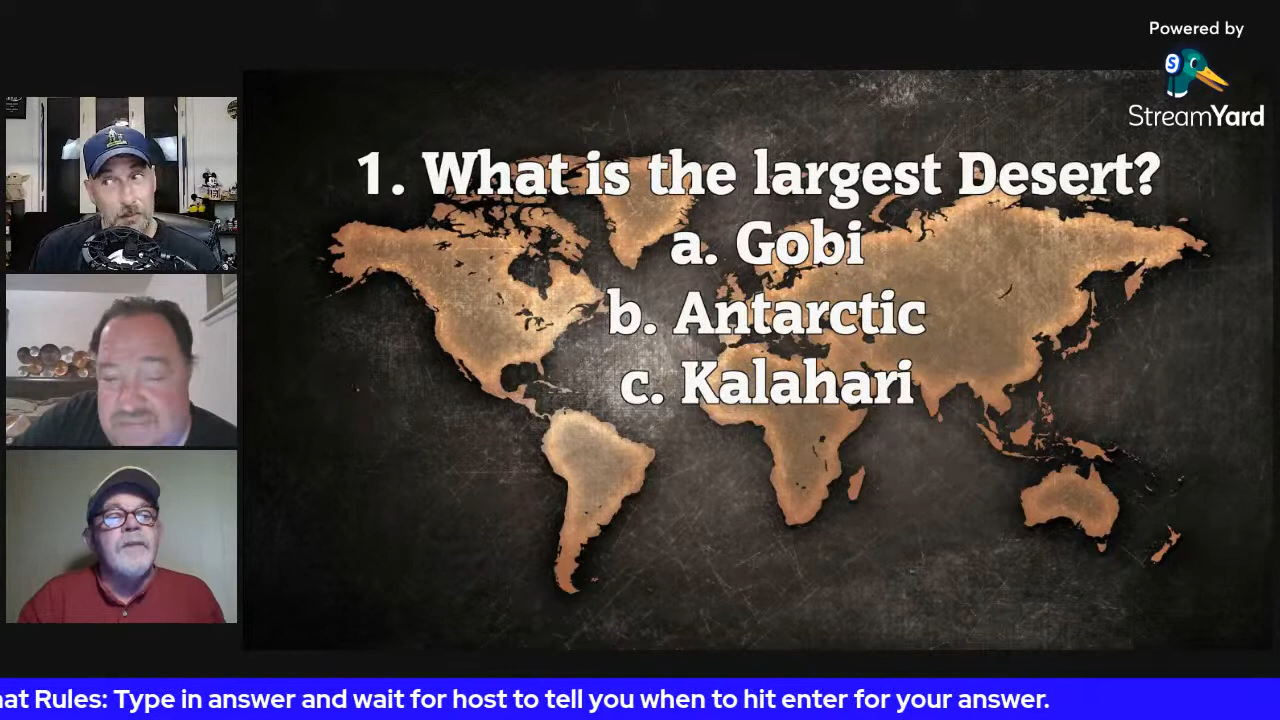 Powered by
S
StreamYard
1. What is the largest Desert?
a. Gobi
b. Antarctic
c. Kalahari
at Rules: Type in answer and wait for host to tell you when to hit enter for your answer.